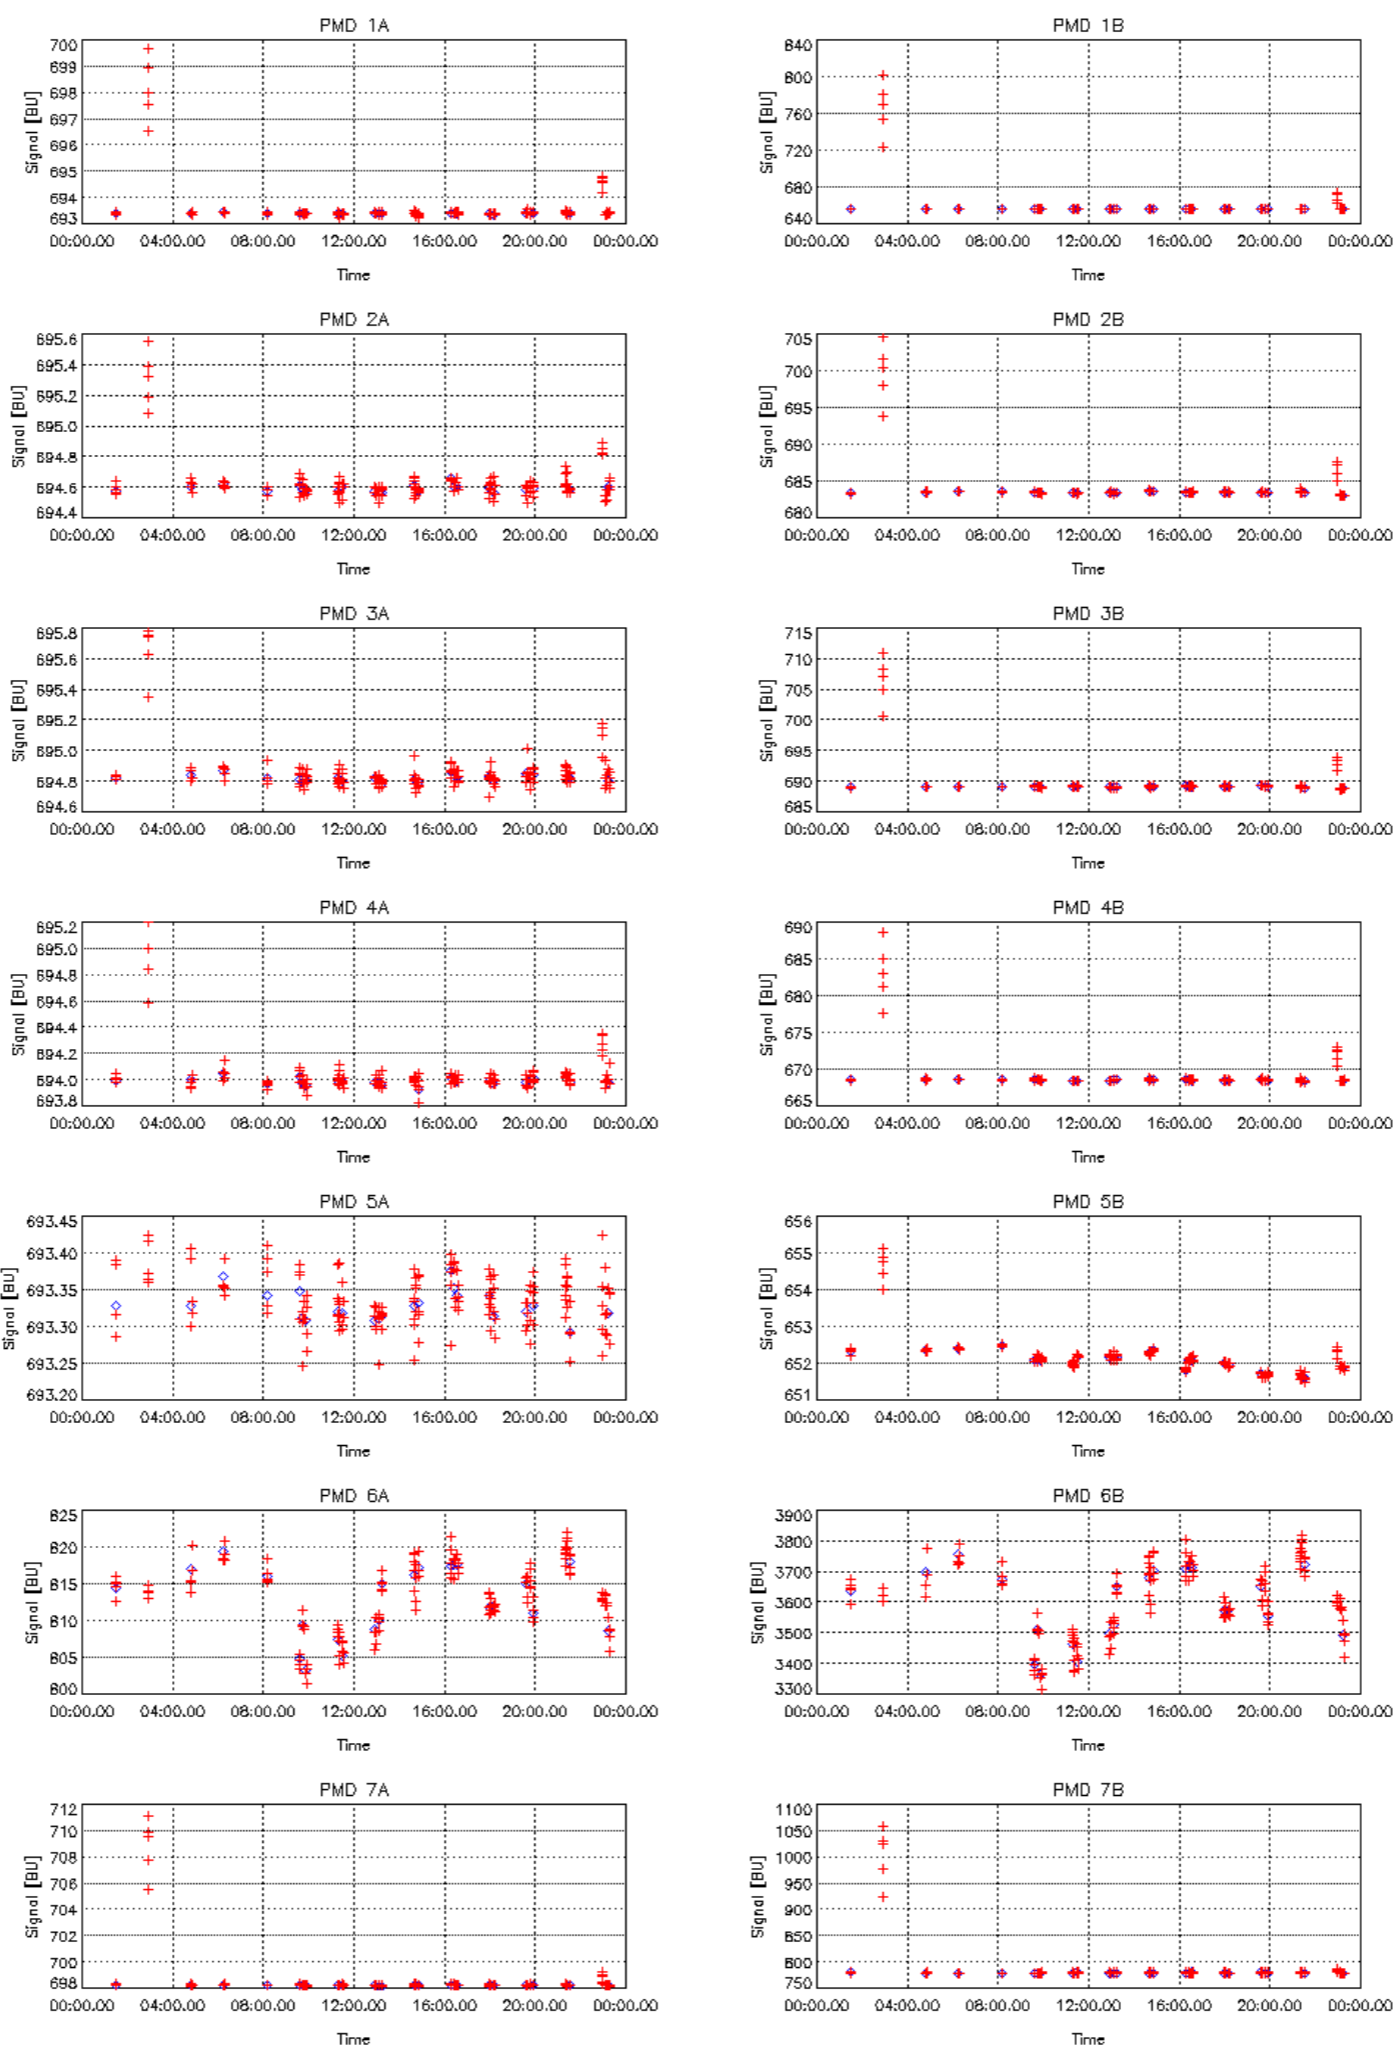 PMD 1A
700
699
698
697
696
695
694
693
Signal [BU]
00:00.00 04:00.00 08:00.00 12:00.00 16:00.00 20:00.00 00:00.00
Time
PMD 1B
840
800
760
720
680
640
Signal [BU]
00:00.00 04:00.00 08:00.00 12:00.00 16:00.00 20:00.00 00:00.00
Time
PMD 2A
695.6
695.4
695.2
695.0
694.8
694.6
694.4
Signal [BU]
00:00.00 04:00.00 08:00.00 12:00.00 16:00.00 20:00.00 00:00.00
Time
PMD 2B
705
700
695
690
685
680
Signal [BU]
00:00.00 04:00.00 08:00.00 12:00.00 16:00.00 20:00.00 00:00.00
Time
PMD 3A
695.8
695.6
695.4
695.2
695.0
694.8
694.6
Signal [BU]
00:00.00 04:00.00 08:00.00 12:00.00 16:00.00 20:00.00 00:00.00
Time
PMD 3B
715
710
705
700
695
690
685
Signal [BU]
00:00.00 04:00.00 08:00.00 12:00.00 16:00.00 20:00.00 00:00.00
Time
PMD 4A
695.2
695.0
694.8
694.6
694.4
694.2
694.0
693.8
Signal [BU]
00:00.00 04:00.00 08:00.00 12:00.00 16:00.00 20:00.00 00:00.00
Time
PMD 4B
690
685
680
675
670
665
Signal [BU]
00:00.00 04:00.00 08:00.00 12:00.00 16:00.00 20:00.00 00:00.00
Time
PMD 5A
693.45
693.40
693.35
693.30
693.25
693.20
Signal [BU]
00:00.00 04:00.00 08:00.00 12:00.00 16:00.00 20:00.00 00:00.00
Time
PMD 5B
656
655
654
653
652
651
Signal [BU]
00:00.00 04:00.00 08:00.00 12:00.00 16:00.00 20:00.00 00:00.00
Time
PMD 6A
825
820
815
810
805
800
Signal [BU]
00:00.00 04:00.00 08:00.00 12:00.00 16:00.00 20:00.00 00:00.00
Time
PMD 6B
3900
3800
3700
3600
3500
3400
3300
Signal [BU]
00:00.00 04:00.00 08:00.00 12:00.00 16:00.00 20:00.00 00:00.00
Time
PMD 7A
712
710
708
706
704
702
700
698
Signal [BU]
00:00.00 04:00.00 08:00.00 12:00.00 16:00.00 20:00.00 00:00.00
Time
PMD 7B
1100
1050
1000
950
900
850
800
750
Signal [BU]
00:00.00 04:00.00 08:00.00 12:00.00 16:00.00 20:00.00 00:00.00
Time